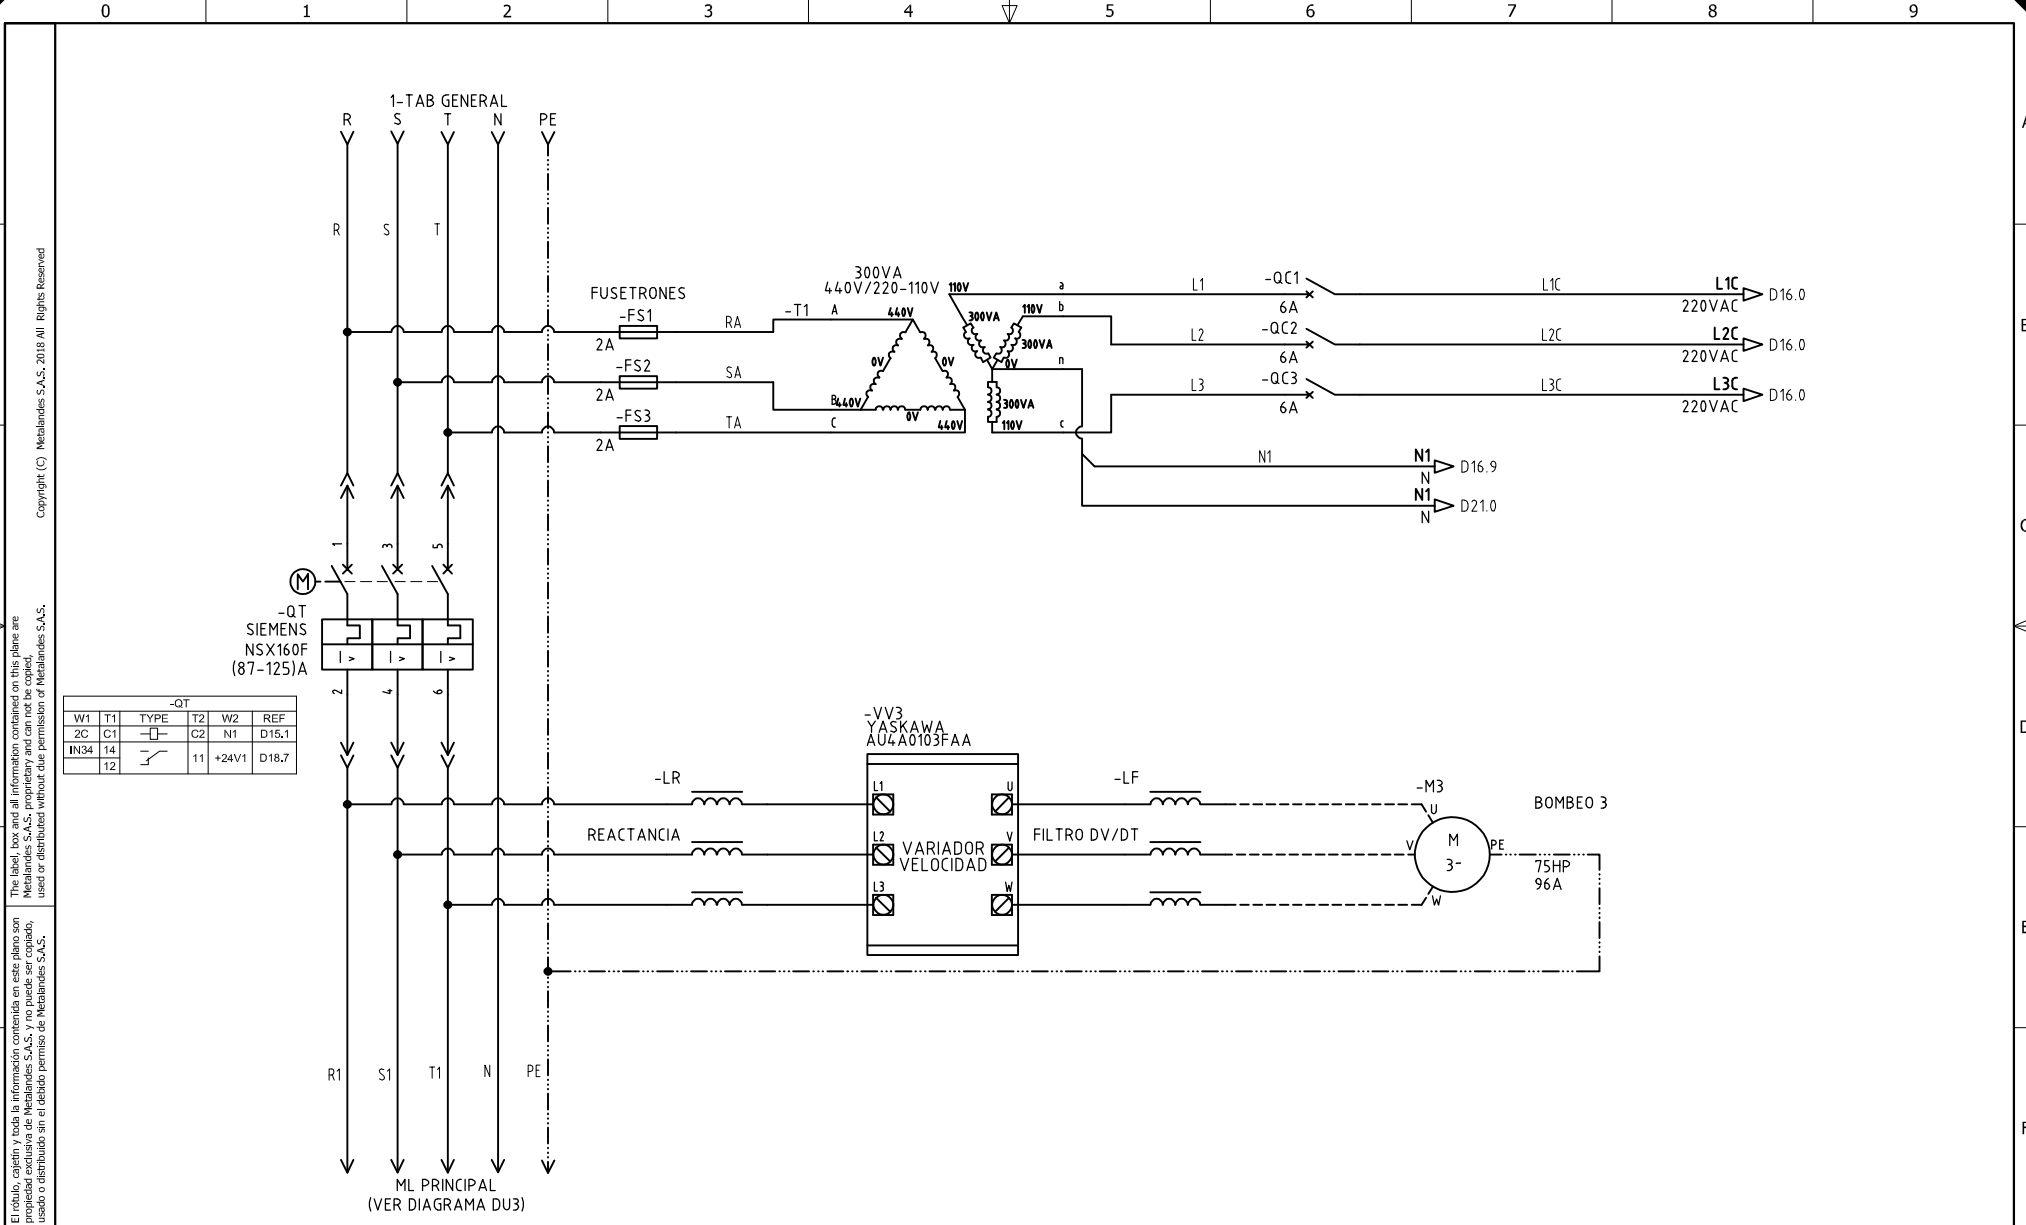 0 1 2 3 4 5 6 7 8 9
1-TAB GENERAL
R S T N PE
R S T
FUSETRONES
-FS1
2A
RA
-FS2
2A
SA
-FS3
2A
TA
300VA
440V/220-110V
-T1
A
440V
0V
0V
B
440V
0V
C
440V
110V
300VA
110V
300VA
0V
300VA
110V
a
b
n
c
L1
-QC1
6A
L1C
L1C
220VAC
D16.0
L2
-QC2
6A
L2C
L2C
220VAC
D16.0
L3
-QC3
6A
L3C
L3C
220VAC
D16.0
N1
N1
N
D16.9
N1
N
D21.0
1 3 5
M
-QT
SIEMENS
NSX160F
(87-125)A
I > I > I >
2 4 6
-QT
W1 T1 TYPE T2 W2 REF
2C C1 C2 N1 D15.1
IN34 14 11 +24V1 D18.7
12
-VV3
YASKAWA
AU4A0103FAA
-LR
REACTANCIA
L1
L2
L3
VARIADOR
VELOCIDAD
U
V
W
-LF
FILTRO DV/DT
-M3
U
V
W
M
3~
PE
BOMBEO 3
75HP
96A
R1 S1 T1 N PE
ML PRINCIPAL
(VER DIAGRAMA DU3)
Copyright (C) Metalandes S.A.S. 2018 All Rights Reserved
The label, box and all information contained on this plane are
Metalandes S.A.S. proprietary and can not be copied,
used or distributed without due permission of Metalandes S.A.S.
El rótulo, cajetín y toda la información contenida en este plano son
propiedad exclusiva de Metalandes S.A.S. y no puede ser copiado,
usado o distribuido sin el debido permiso de Metalandes S.A.S.